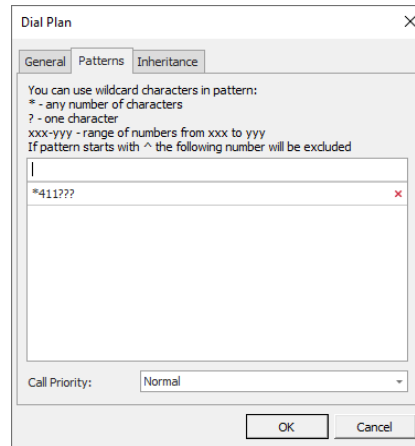 Dial Plan
General Patterns Inheritance
You can use wildcard characters in pattern:
* - any number of characters
? - one character
xxx-yyy - range of numbers from xxx to yyy
If pattern starts with ^ the following number will be excluded
*411???
Call Priority: Normal
OK Cancel